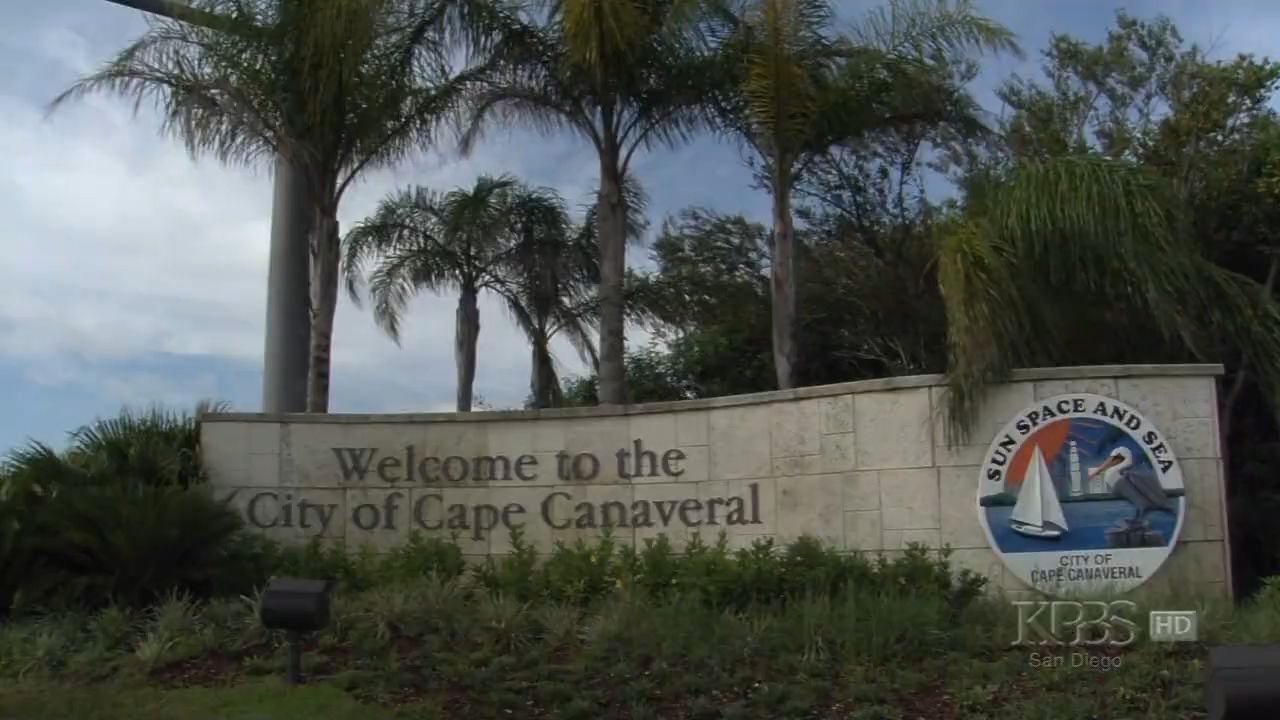 Welcome to the
City of Cape Canaveral
SUN SPACE AND SEA
CITY OF
CAPE CANAVERAL
KPBS HD
San Diego